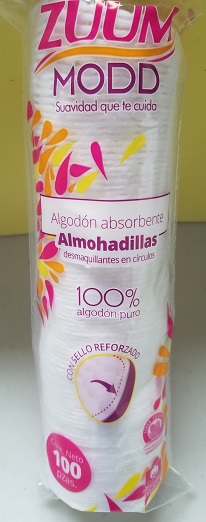 ZUUM
MODD
Suavidad que te cuida
Algodón absorbente
Almohadillas
desmaquillantes en círculos
100%
algodón puro
CON SELLO REFORZADO
Cont. Neto
100
pzas.